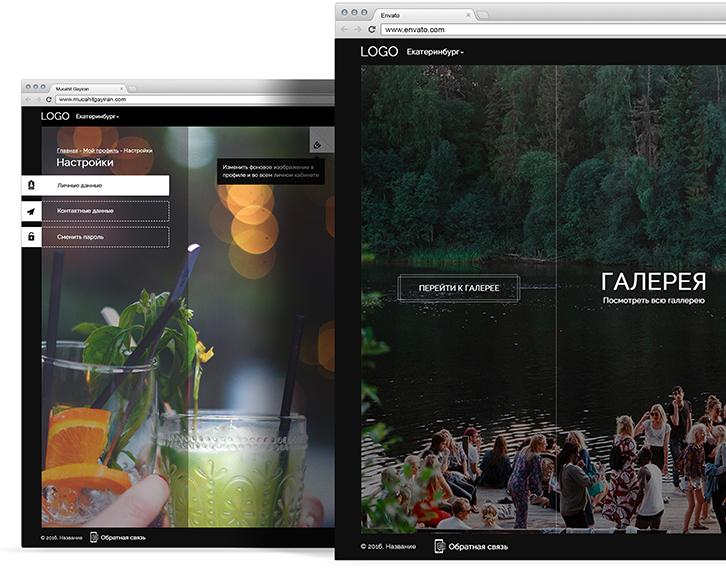 Mucahit Gayiran
www.mucahitgayiran.com
LOGO Екатеринбург
Главная - Мой профиль - Настройки
Настройки
Личные данные
Контактные данные
Сменить пароль
Изменить фоновое изображение в
профиле и во всем личном кабинете
© 2016, Название Обратная связь
Envato
www.envato.com
LOGO Екатеринбург
ПЕРЕЙТИ К ГАЛЕРЕЕ
ГАЛЕРЕЯ
Посмотреть всю галлерею
© 2016, Название Обратная связь